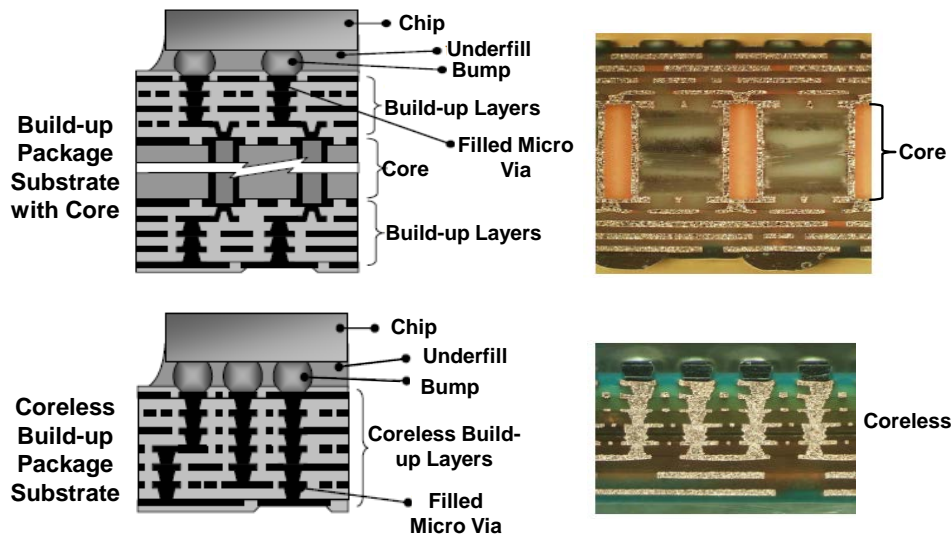 Build-up
Package
Substrate
with Core
Chip
Underfill
Bump
Build-up Layers
Filled Micro
Via
Core
Build-up Layers
Core
Coreless
Build-up
Package
Substrate
Chip
Underfill
Bump
Coreless Build-
up Layers
Filled
Micro Via
Coreless